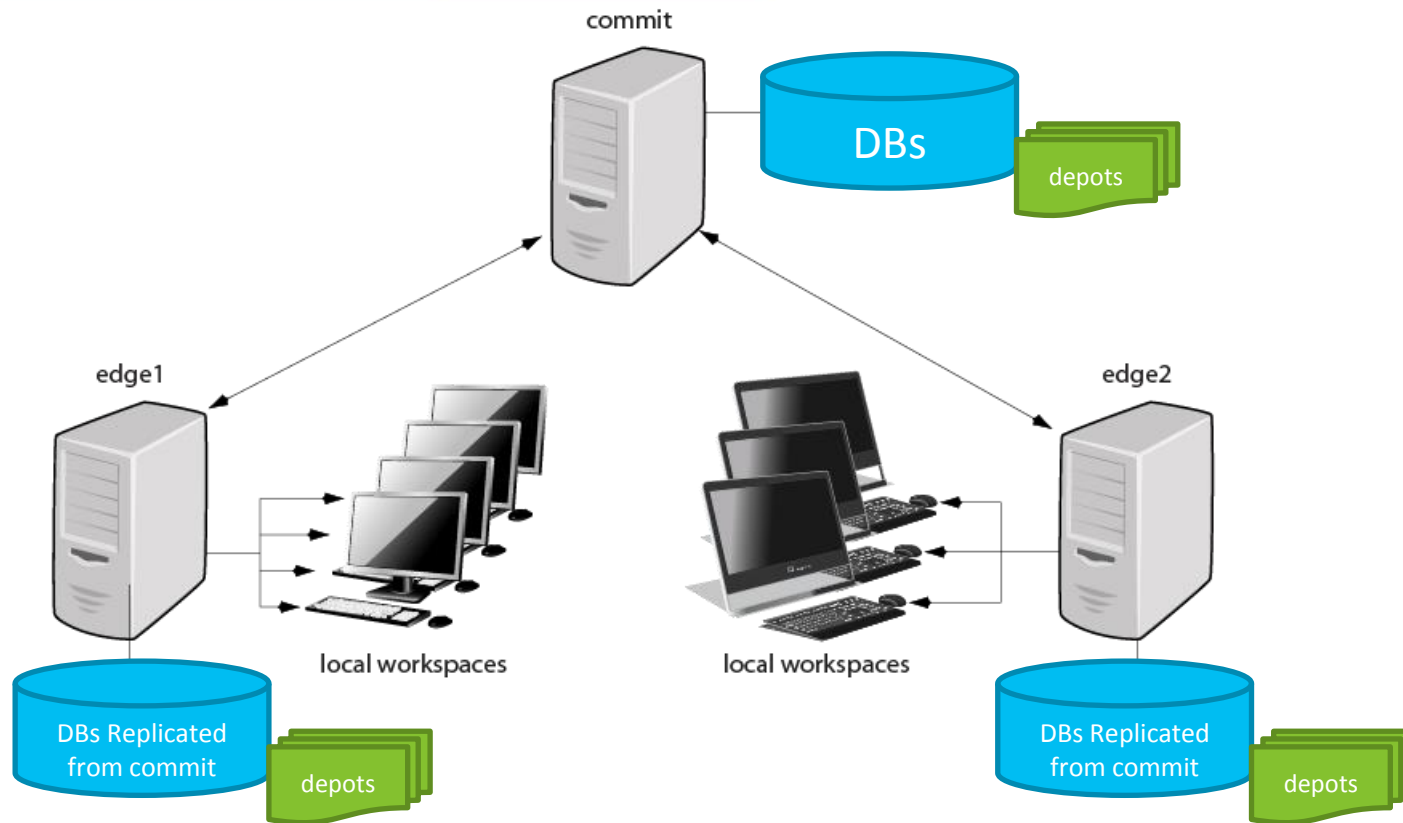 commit
DBs
depots
edge1
edge2
local workspaces
local workspaces
DBs Replicated
from commit
depots
DBs Replicated
from commit
depots